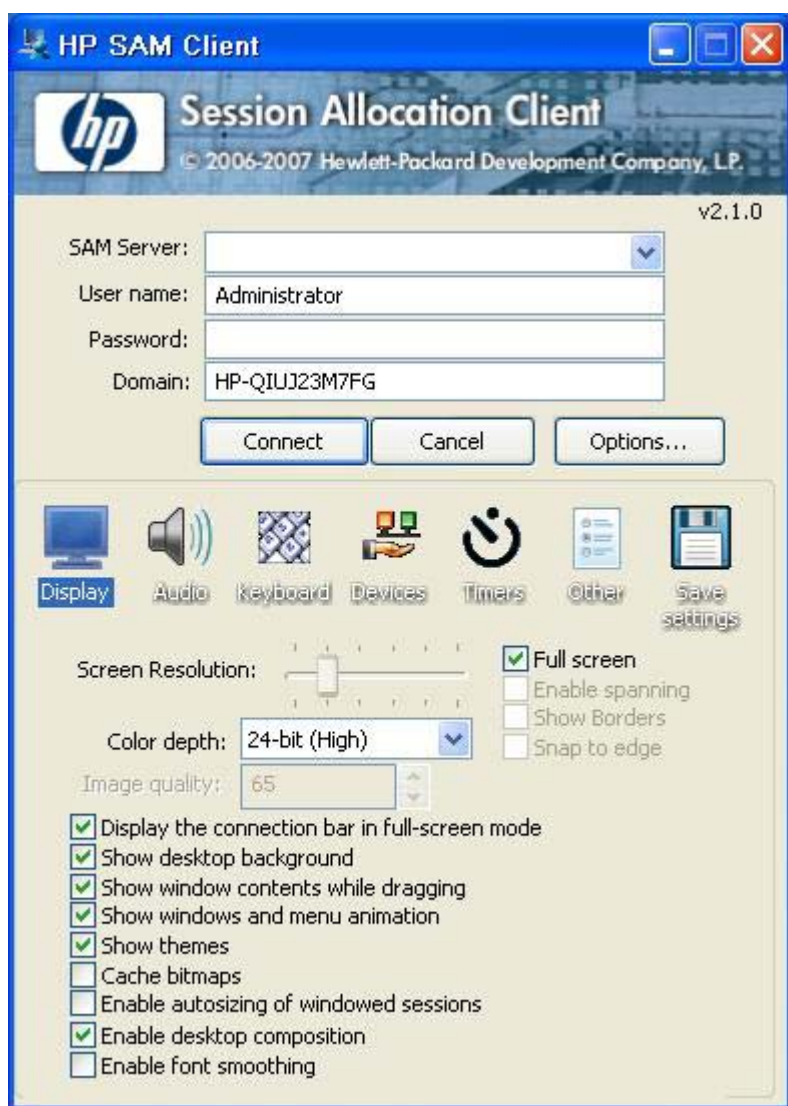 HP SAM Client
hp
Session Allocation Client
© 2006-2007 Hewlett-Packard Development Company, L.P.
v2.1.0
SAM Server:
User name: Administrator
Password:
Domain: HP-QIUJ23M7FG
Connect Cancel Options...
Display Audio Keyboard Devices Timers Other Save settings
Screen Resolution:
Full screen
Enable spanning
Show Borders
Snap to edge
Color depth: 24-bit (High)
Image quality: 65
Display the connection bar in full-screen mode
Show desktop background
Show window contents while dragging
Show windows and menu animation
Show themes
Cache bitmaps
Enable autosizing of windowed sessions
Enable desktop composition
Enable font smoothing